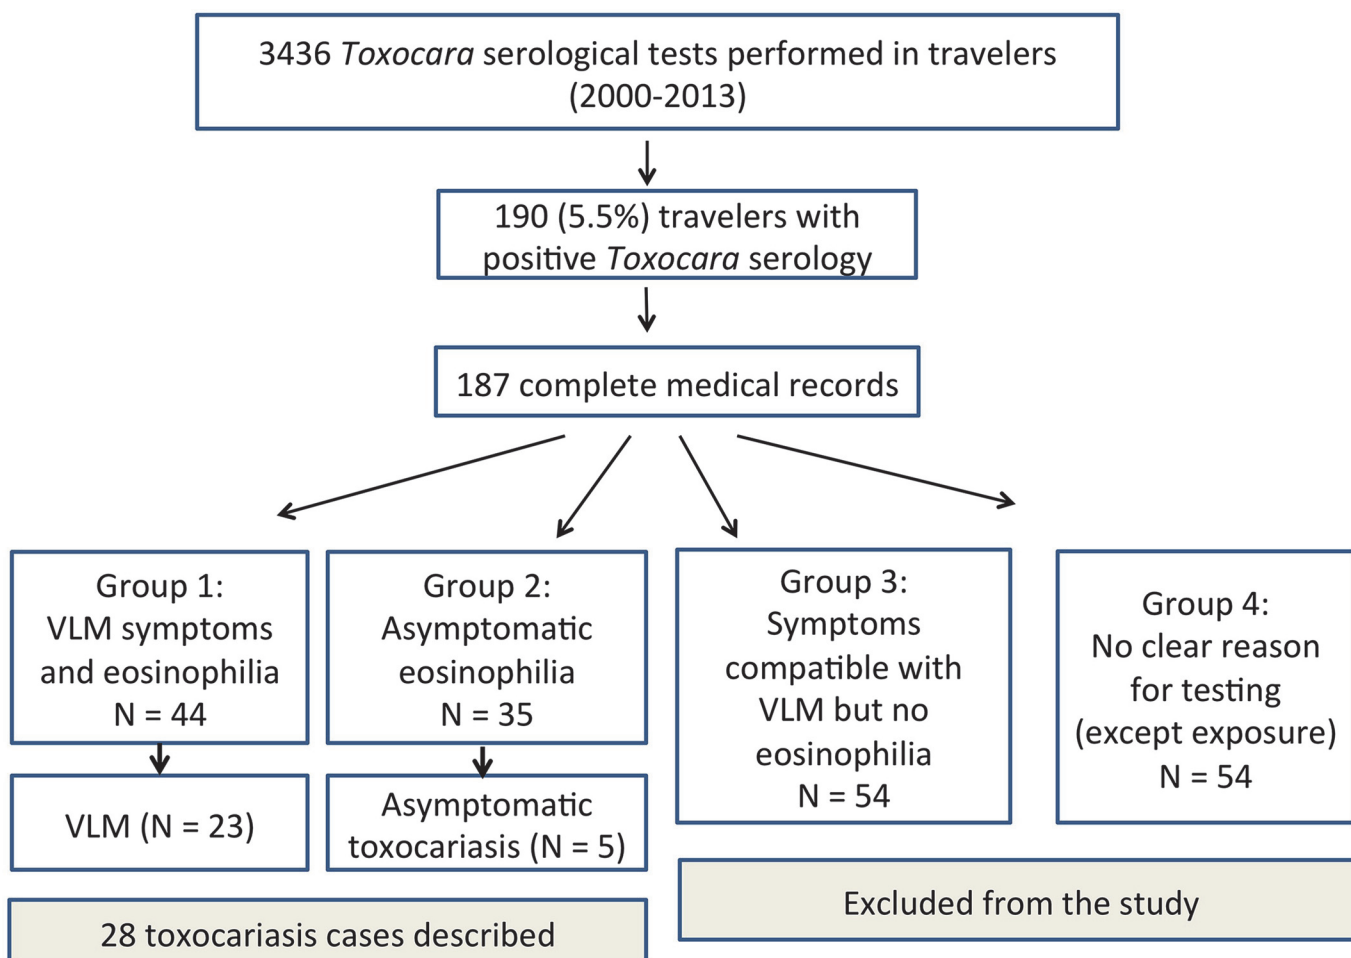 3436 Toxocara serological tests performed in travelers
(2000-2013)
190 (5.5%) travelers with
positive Toxocara serology
187 complete medical records
Group 1:
VLM symptoms
and eosinophilia
N = 44
Group 2:
Asymptomatic
eosinophilia
N = 35
Group 3:
Symptoms
compatible with
VLM but no
eosinophilia
N = 54
Group 4:
No clear reason
for testing
(except exposure)
N = 54
VLM (N = 23)
Asymptomatic
toxocariasis (N = 5)
28 toxocariasis cases described
Excluded from the study